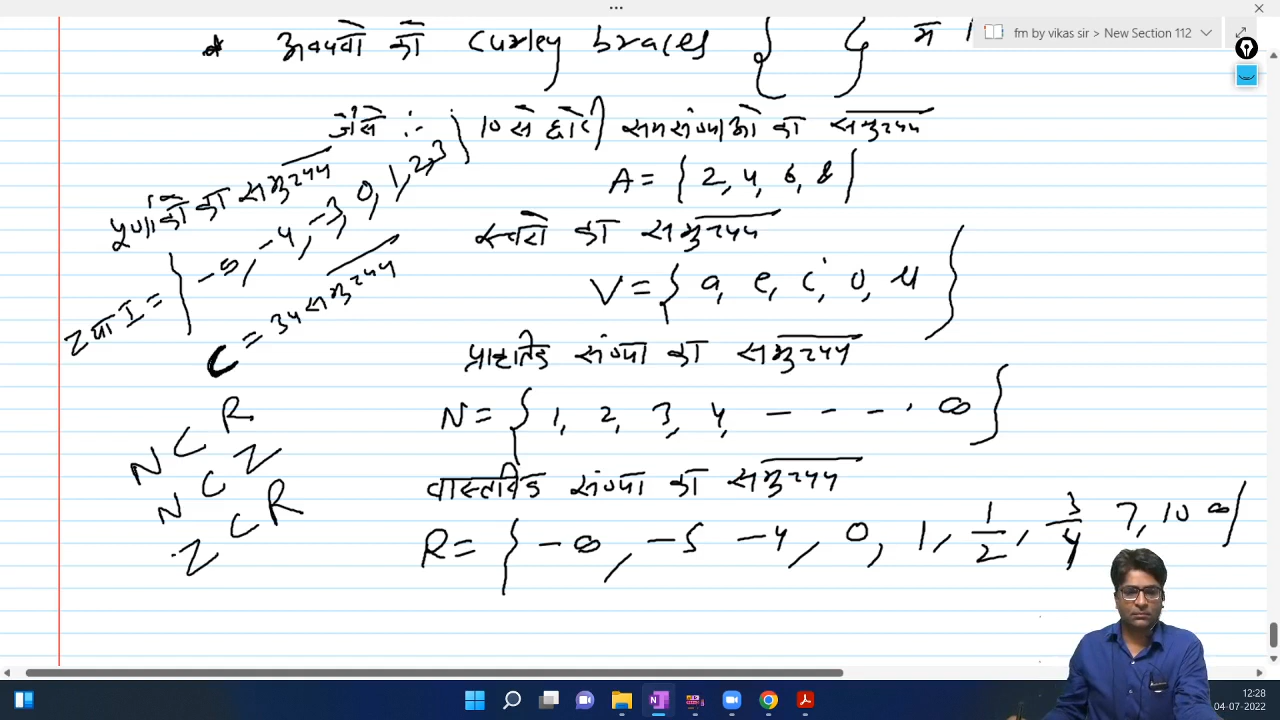 fm by vikas sir > New Section 112
* अवयवो को curley braces { } में
जैसे :- } 10 से छोटी समसंख्याओ का समुच्चय
A = { 2, 4, 6, 8 }
स्वरो का समुच्चय
V = { a, e, i, o, u }
प्राकृतिक संख्या का समुच्चय
N = { 1, 2, 3, 4, - - - . ∞ }
वास्तविक संख्या का समुच्चय
R = { -∞, -5 -4, 0, 1, 1/2, 3/4 7, 10 ∞ }
पूर्णांको का समुच्चय
Z या I = { -5, -4, -3, 0, 1, 2, 3 }
⊂ = उपसमुच्चय
N ⊂ R
N ⊂ Z
Z ⊂ R
12:28
04-07-2022